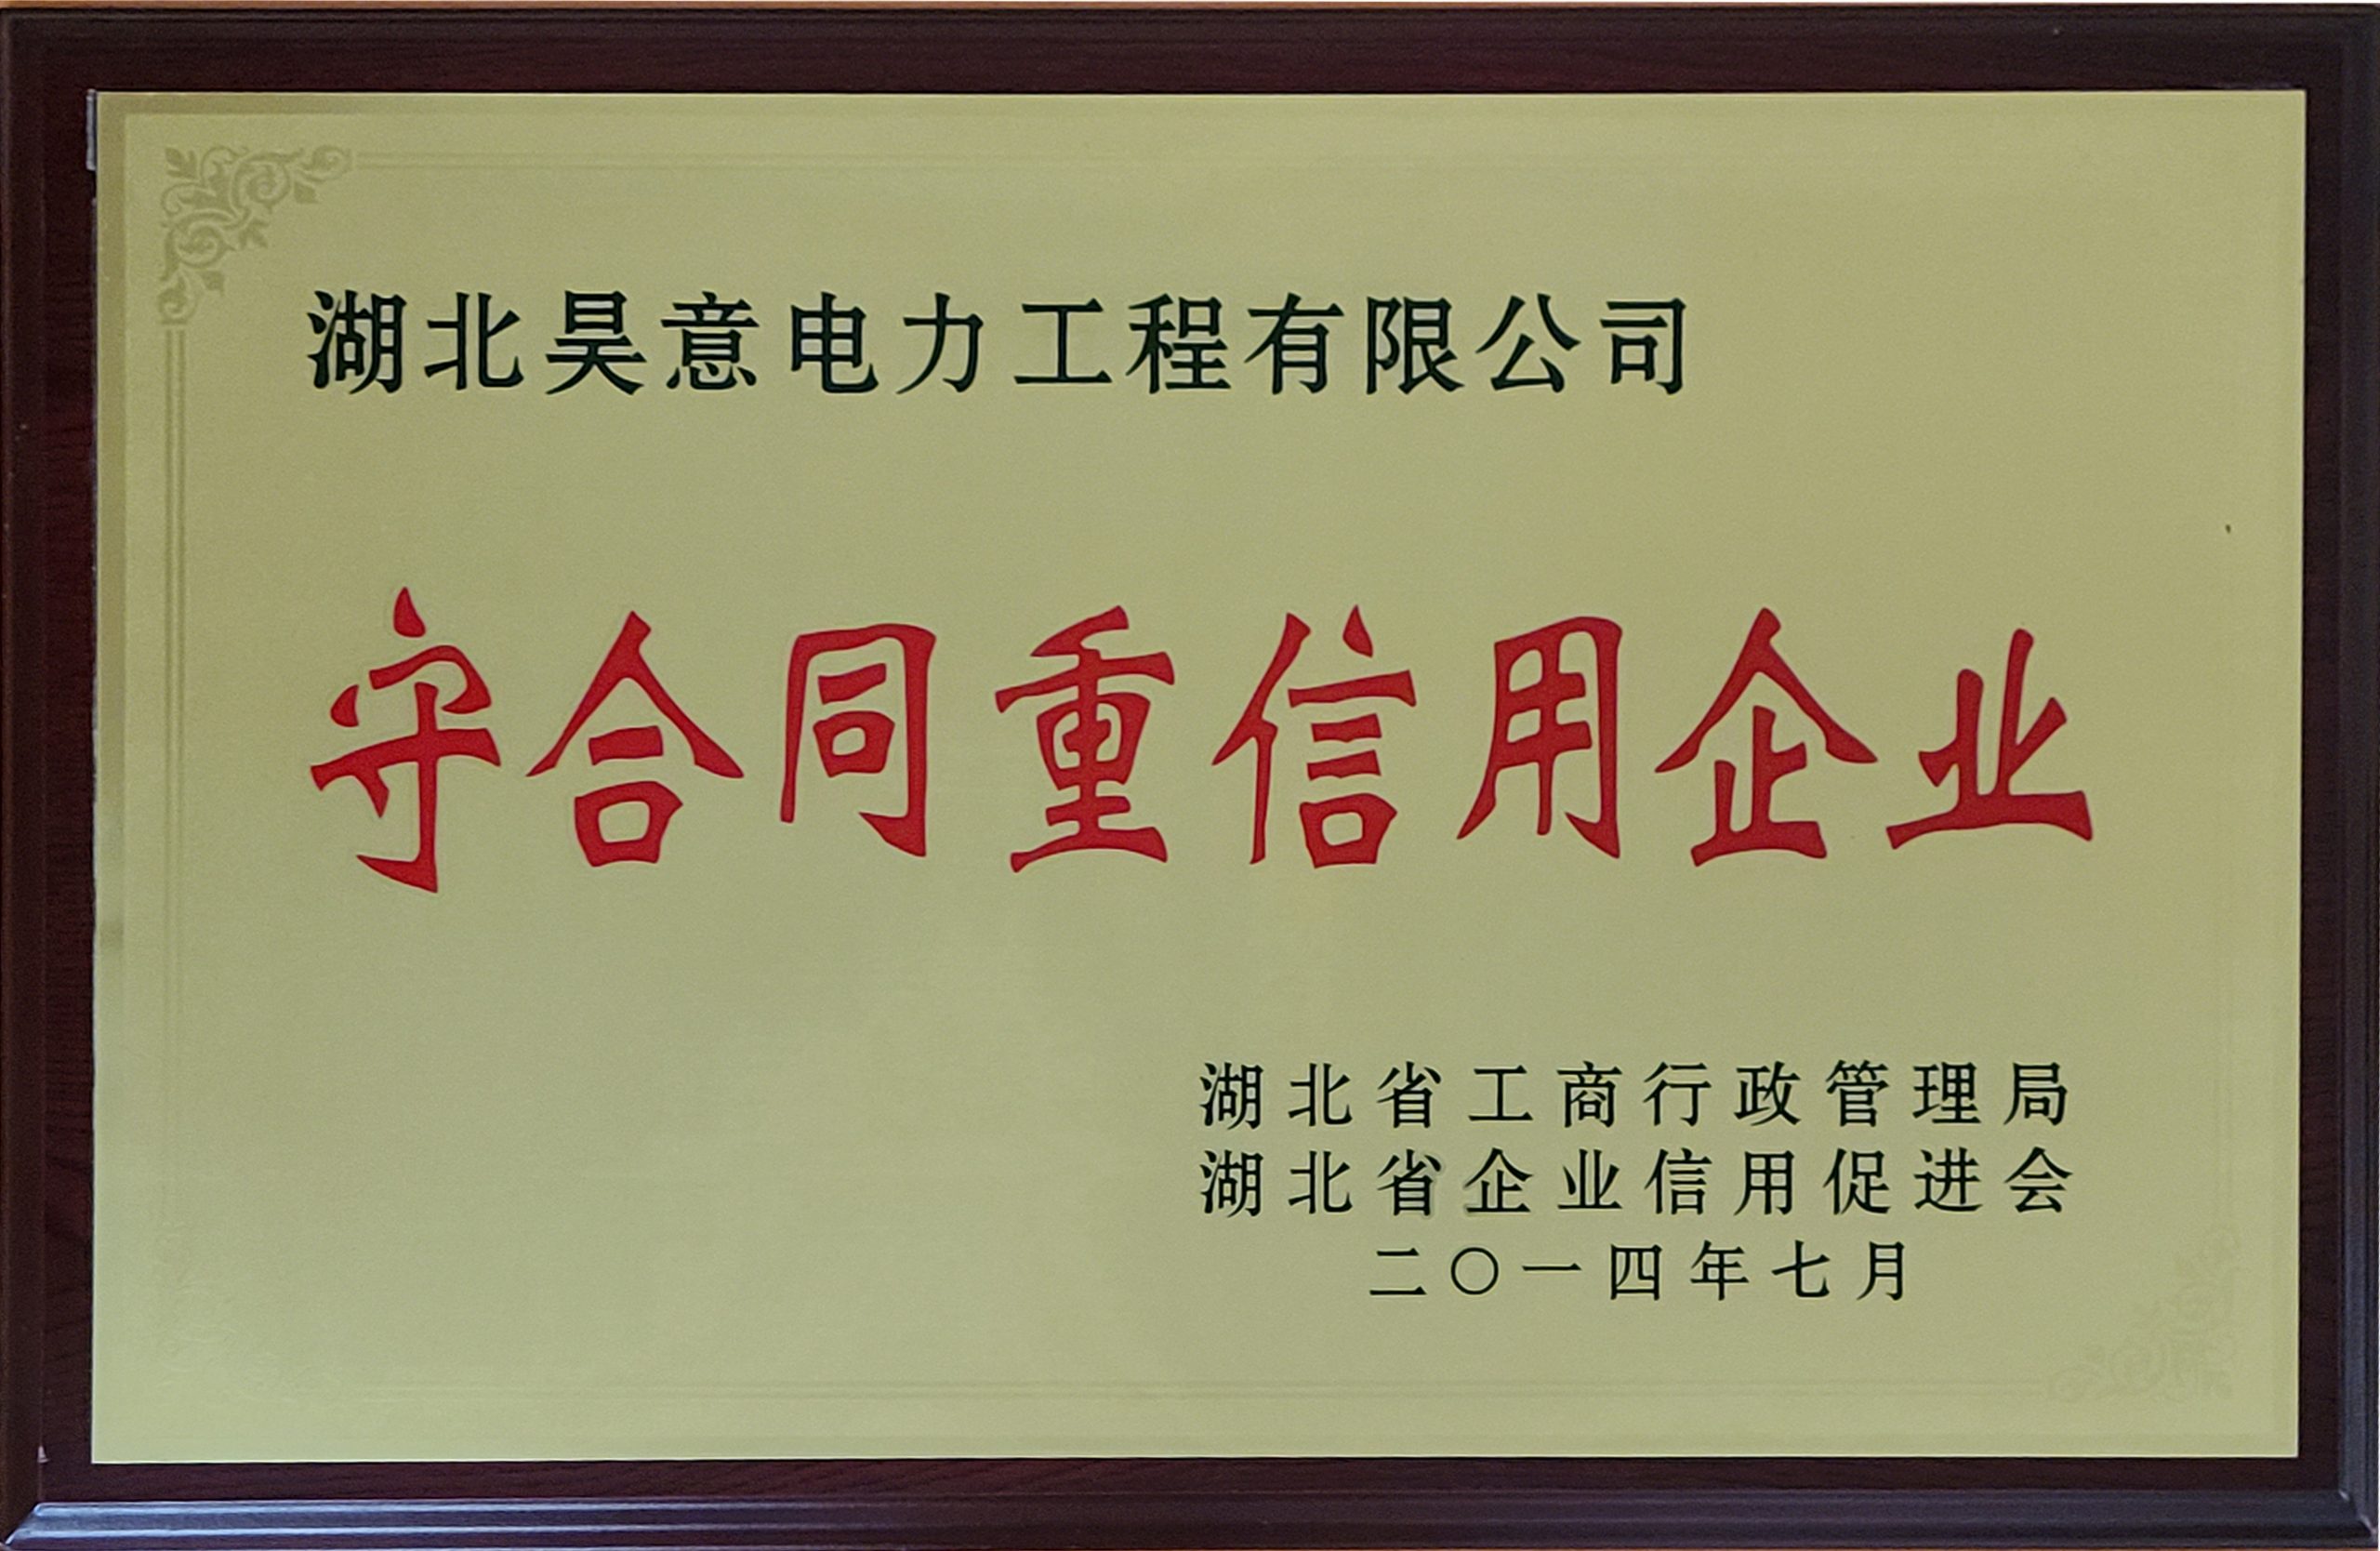 湖北昊意电力工程有限公司
守合同重信用企业
湖北省工商行政管理局
湖北省企业信用促进会
二〇一四年七月